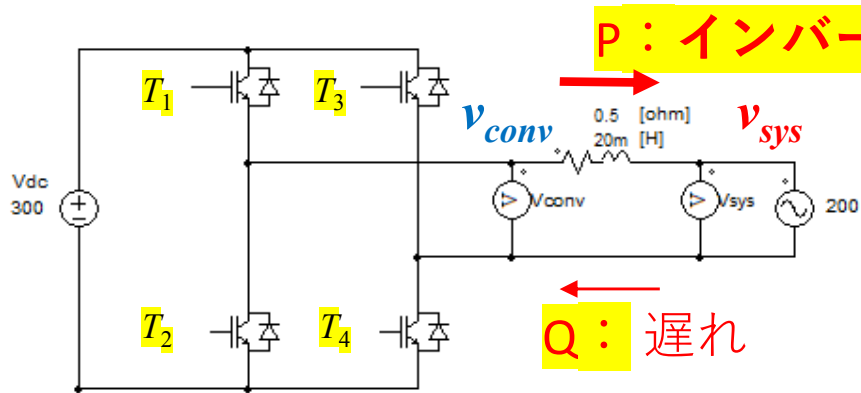 P：インバー
T1
T3
vconv
0.5 [ohm]
20m [H]
vsys
Vdc
300
V
Vconv
V
Vsys
200
T2
T4
Q：遅れ